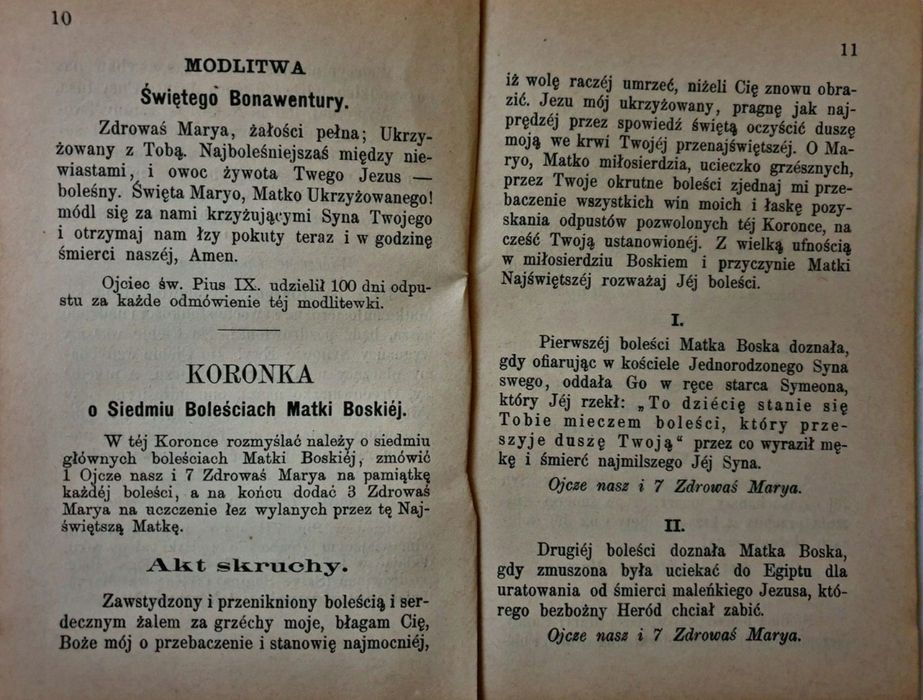 10
MODLITWA
Świętego Bonawentury.
Zdrowaś Marya, żałości pełna; Ukrzy-
żowany z Tobą. Najboleśniejszaś między nie-
wiastami, i owoc żywota Twego Jezus —
boleśny. Święta Maryo, Matko Ukrzyżowanego!
módl się za nami krzyżującymi Syna Twojego
i otrzymaj nam łzy pokuty teraz i w godzinę
śmierci naszéj, Amen.
Ojciec św. Pius IX. udzielił 100 dni odpu-
stu za każde odmówienie téj modlitewki.
KORONKA
o Siedmiu Boleściach Matki Boskiéj.
W téj Koronce rozmyślać należy o siedmiu
głównych boleściach Matki Boskiéj, zmówić
1 Ojcze nasz i 7 Zdrowaś Marya na pamiątkę
każdéj boleści, a na końcu dodać 3 Zdrowaś
Marya na uczczenie łez wylanych przez tę Naj-
świętszą Matkę.
Akt skruchy.
Zawstydzony i przenikniony boleścią i ser-
decznym żalem za grzéchy moje, błagam Cię,
Boże mój o przebaczenie i stanowię najmocniéj,
11
iż wolę raczéj umrzeć, niżeli Cię znowu obra-
zić. Jezu mój ukrzyżowany, pragnę jak naj-
prędzéj przez spowiedź świętą oczyścić duszę
moją we krwi Twojéj przenajświętszéj. O Ma-
ryo, Matko miłosierdzia, ucieczko grzésznych,
przez Twoje okrutne boleści zjednaj mi prze-
baczenie wszystkich win moich i łaskę pozy-
skania odpustów pozwolonych téj Koronce, na
cześć Twoją ustanowionéj. Z wielką ufnością
w miłosierdziu Boskiem i przyczynie Matki
Najświętszéj rozważaj Jéj boleści.
I.
Pierwszéj boleści Matka Boska doznała,
gdy ofiarując w kościele Jednorodzonego Syna
swego, oddała Go w ręce starca Symeona,
który Jéj rzekł: „To dziécię stanie się
Tobie mieczem boleści, który prze-
szyje duszę Twoją“ przez co wyraził mę-
kę i śmierć najmilszego Jéj Syna.
Ojcze nasz i 7 Zdrowaś Marya.
II.
Drugiéj boleści doznała Matka Boska,
gdy zmuszona była uciekać do Egiptu dla
uratowania od śmierci maleńkiego Jezusa, któ-
rego bezbożny Heród chciał zabić.
Ojcze nasz i 7 Zdrowaś Marya.